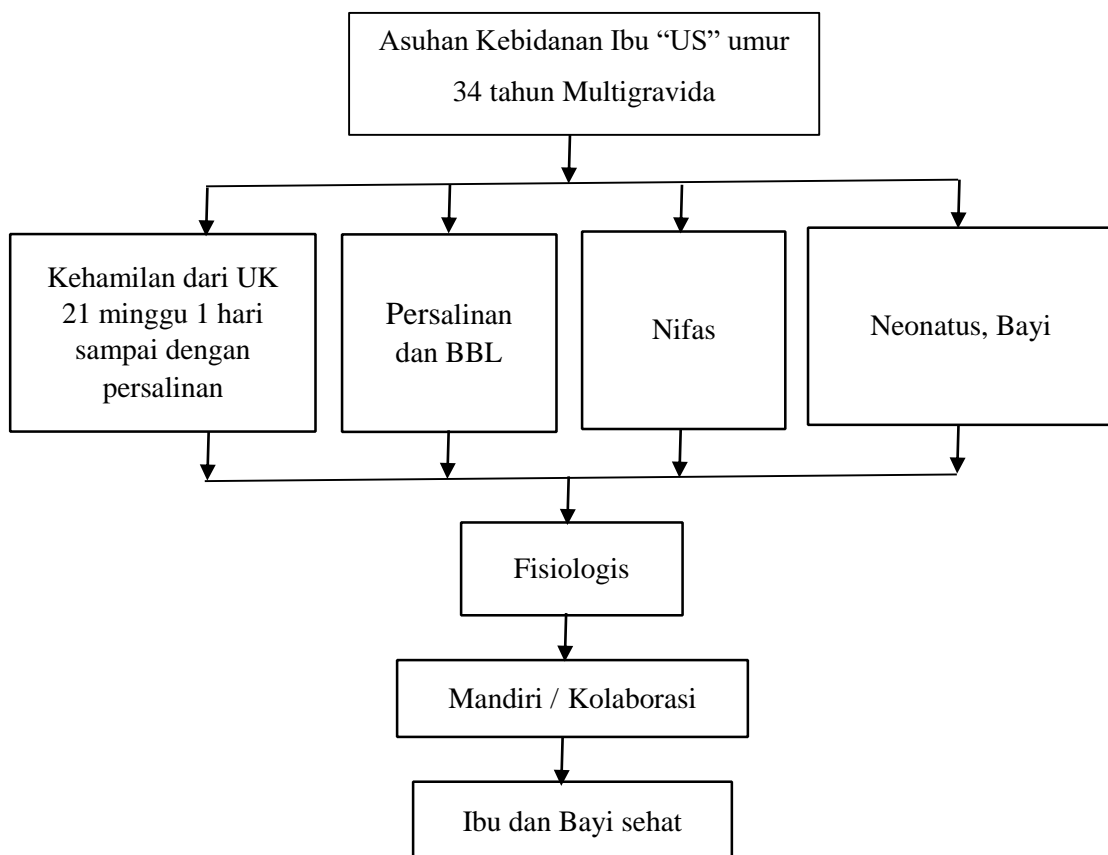 Asuhan Kebidanan Ibu “US” umur
34 tahun Multigravida
Kehamilan dari UK
21 minggu 1 hari
sampai dengan
persalinan
Persalinan
dan BBL
Nifas
Neonatus, Bayi
Fisiologis
Mandiri / Kolaborasi
Ibu dan Bayi sehat